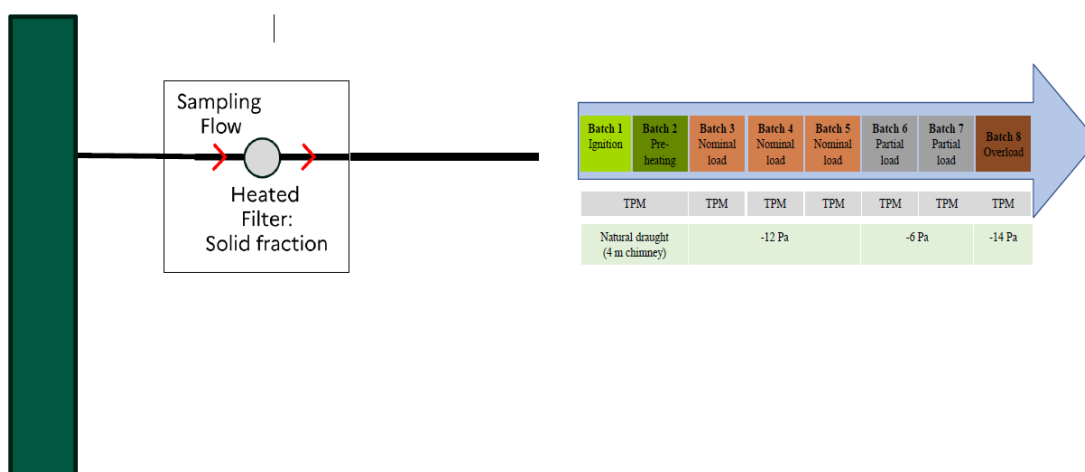 Sampling
Flow
Heated
Filter:
Solid fraction
Batch 1
Ignition
Batch 2
Pre-
heating
Batch 3
Nominal
load
Batch 4
Nominal
load
Batch 5
Nominal
load
Batch 6
Partial
load
Batch 7
Partial
load
Batch 8
Overload
TPM TPM TPM TPM TPM TPM TPM
Natural draught
(4 m chimney)
-12 Pa
-6 Pa
-14 Pa